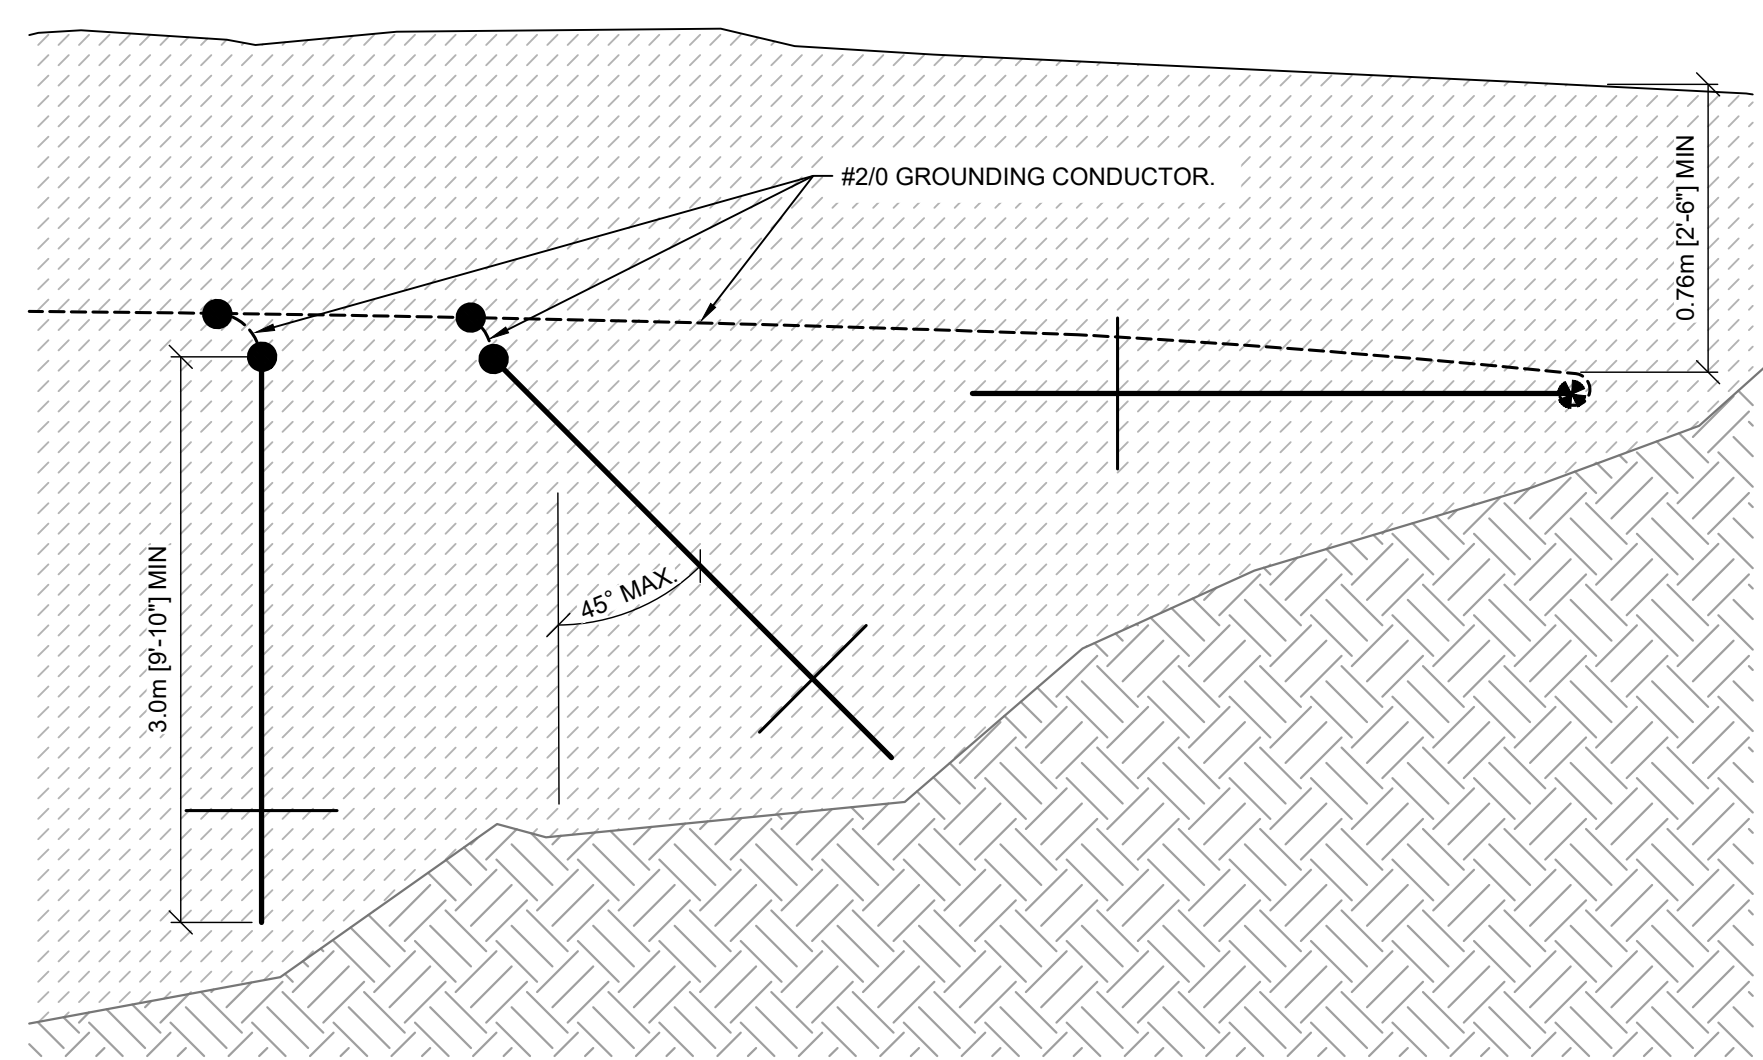 #2/0 GROUNDING CONDUCTOR.
0.76m [2'-6"] MIN
45° MAX.
3.0m [9'-10"] MIN